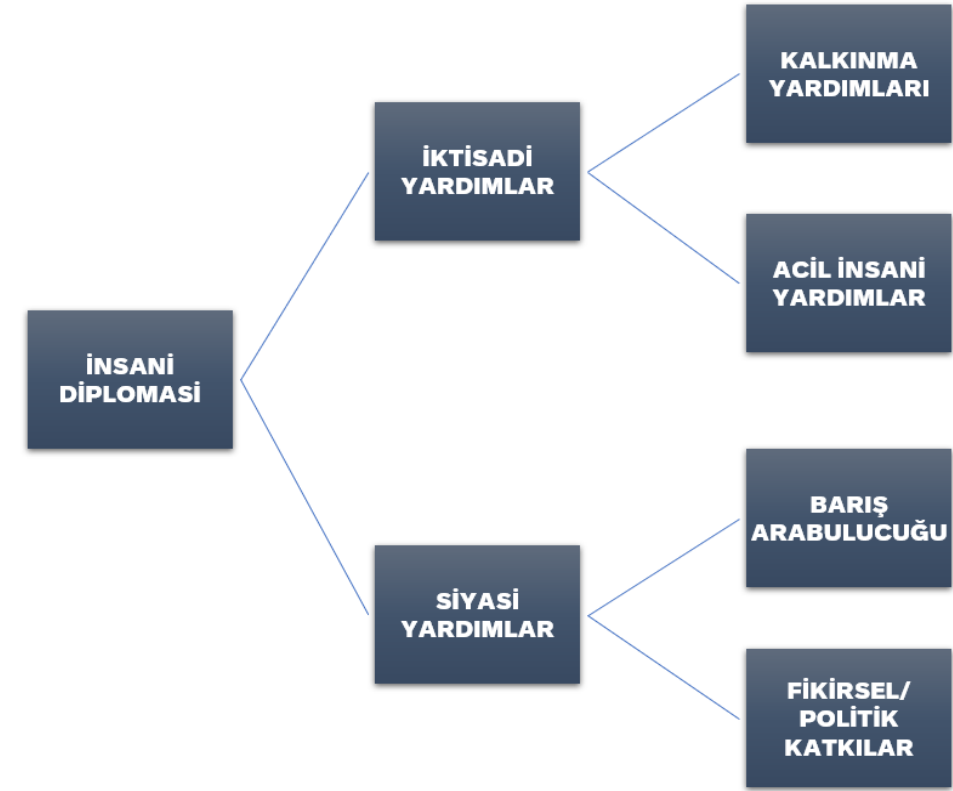 KALKINMA
YARDIMLARI
İKTİSADİ
YARDIMLAR
ACİL İNSANİ
YARDIMLAR
İNSANİ
DİPLOMASİ
BARIŞ
ARABULUCUĞU
SİYASİ
YARDIMLAR
FİKİRSEL/
POLİTİK
KATKILAR